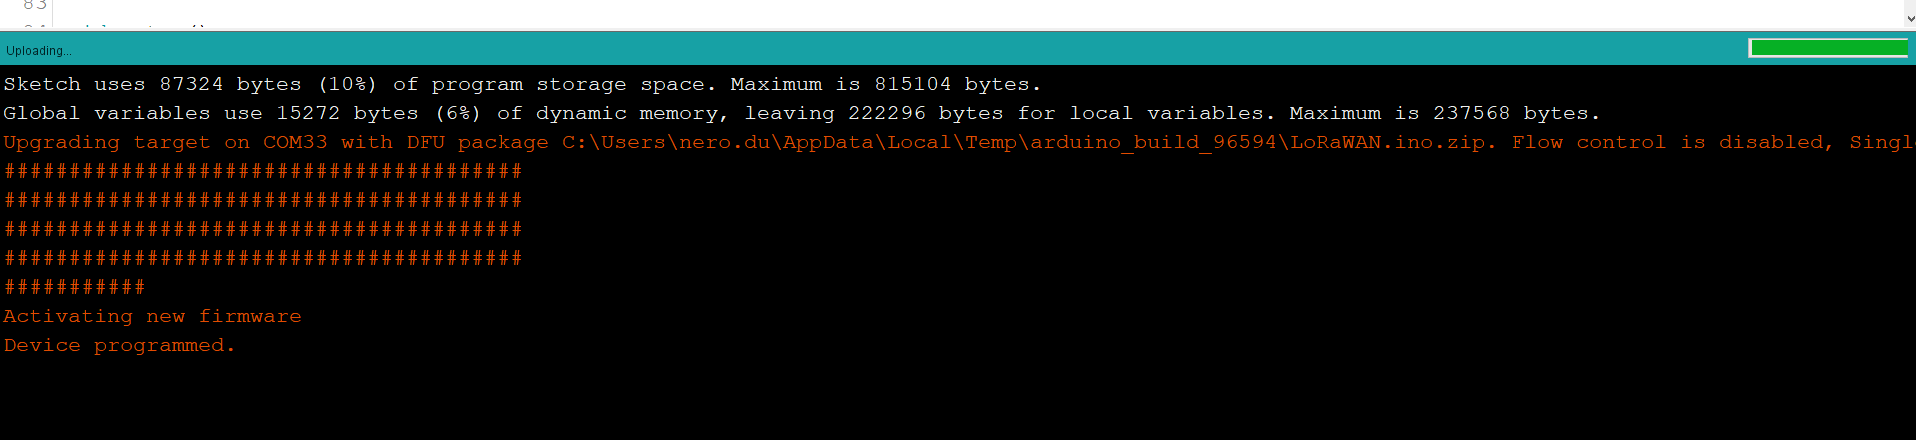 83
Uploading...
Sketch uses 87324 bytes (10%) of program storage space. Maximum is 815104 bytes.
Global variables use 15272 bytes (6%) of dynamic memory, leaving 222296 bytes for local variables. Maximum is 237568 bytes.
Upgrading target on COM33 with DFU package C:\Users\nero.du\AppData\Local\Temp\arduino_build_96594\LoRaWAN.ino.zip. Flow control is disabled, Singl
########################################
########################################
########################################
########################################
###########
Activating new firmware
Device programmed.